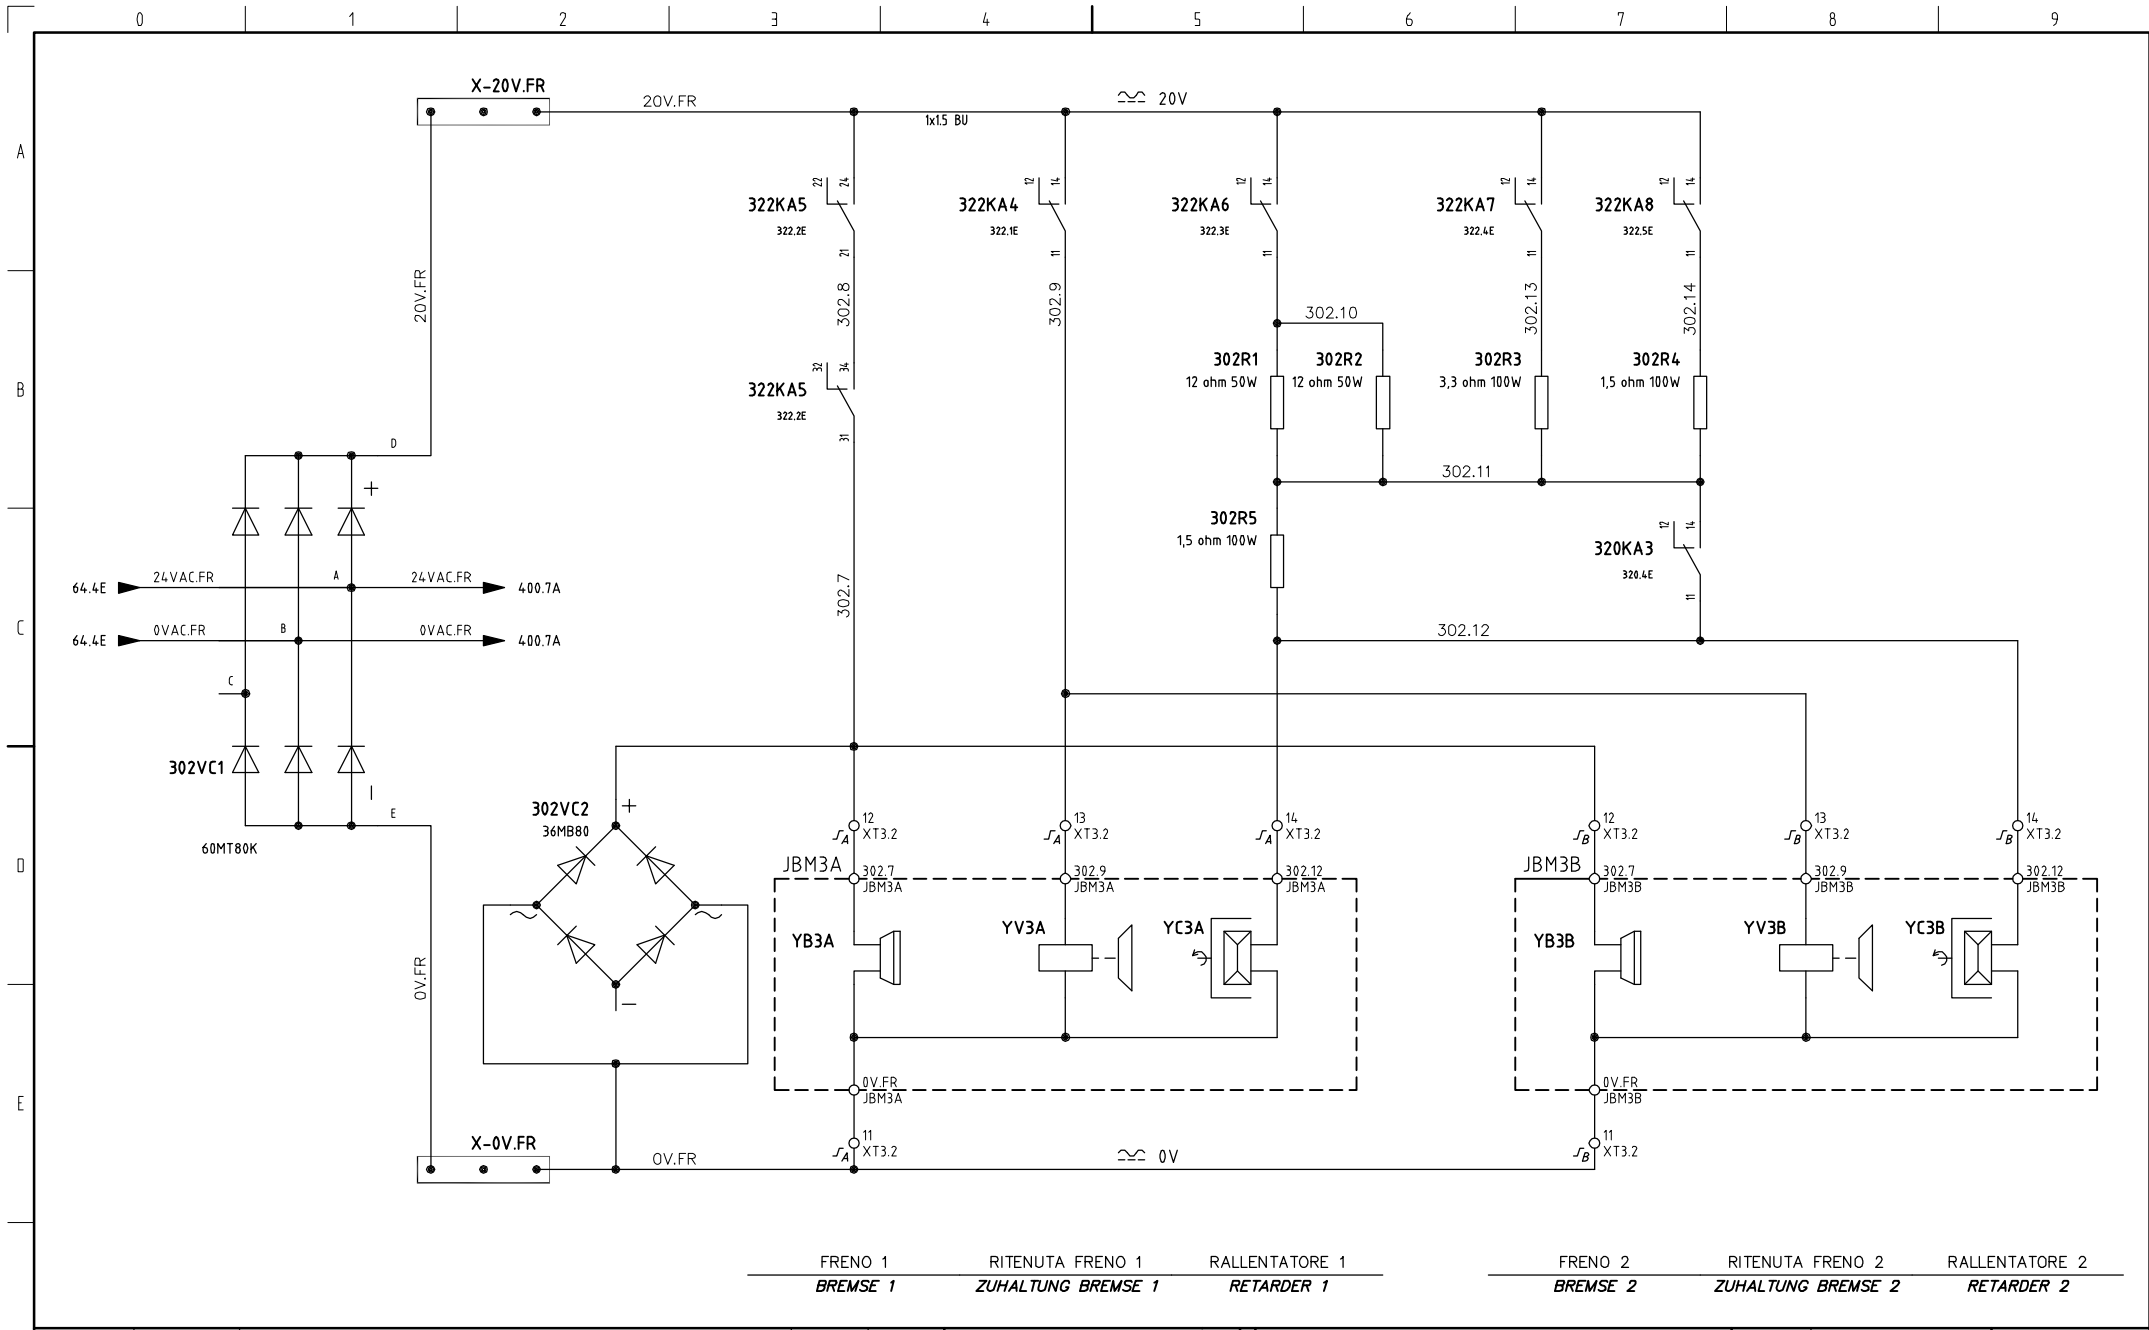 0 1 2 3 4 5 6 7 8 9
X-20V.FR
20V.FR
20V
1x1.5 BU
A
22 24
12 14
12 14
12 14
12 14
322KA5
322KA4
322KA6
322KA7
322KA8
322.2E
322.1E
322.3E
322.4E
322.5E
21
11
11
11
11
20V.FR
302.8
302.9
302.10
302.13
302.14
302R1
302R2
302R3
302R4
12 ohm 50W
12 ohm 50W
3,3 ohm 100W
1,5 ohm 100W
B
32 34
322KA5
322.2E
31
D
+
302.11
302R5
1,5 ohm 100W
12 14
320KA3
320.4E
11
64.4E 24VAC.FR A 24VAC.FR 400.7A
C
64.4E 0VAC.FR B 0VAC.FR 400.7A
302.7
302.12
C
302VC1
−
E
60MT80K
302VC2
36MB80
+
12
XT3.2
A
13
XT3.2
A
14
XT3.2
A
12
XT3.2
B
13
XT3.2
B
14
XT3.2
B
D
JBM3A
302.7
JBM3A
302.9
JBM3A
302.12
JBM3A
JBM3B
302.7
JBM3B
302.9
JBM3B
302.12
JBM3B
YB3A
YV3A
YC3A
YB3B
YV3B
YC3B
0V.FR
−
0V.FR
JBM3A
0V.FR
JBM3B
E
11
XT3.2
A
11
XT3.2
B
X-0V.FR
0V.FR
0V
FRENO 1
RITENUTA FRENO 1
RALLENTATORE 1
FRENO 2
RITENUTA FRENO 2
RALLENTATORE 2
BREMSE 1
ZUHALTUNG BREMSE 1
RETARDER 1
BREMSE 2
ZUHALTUNG BREMSE 2
RETARDER 2